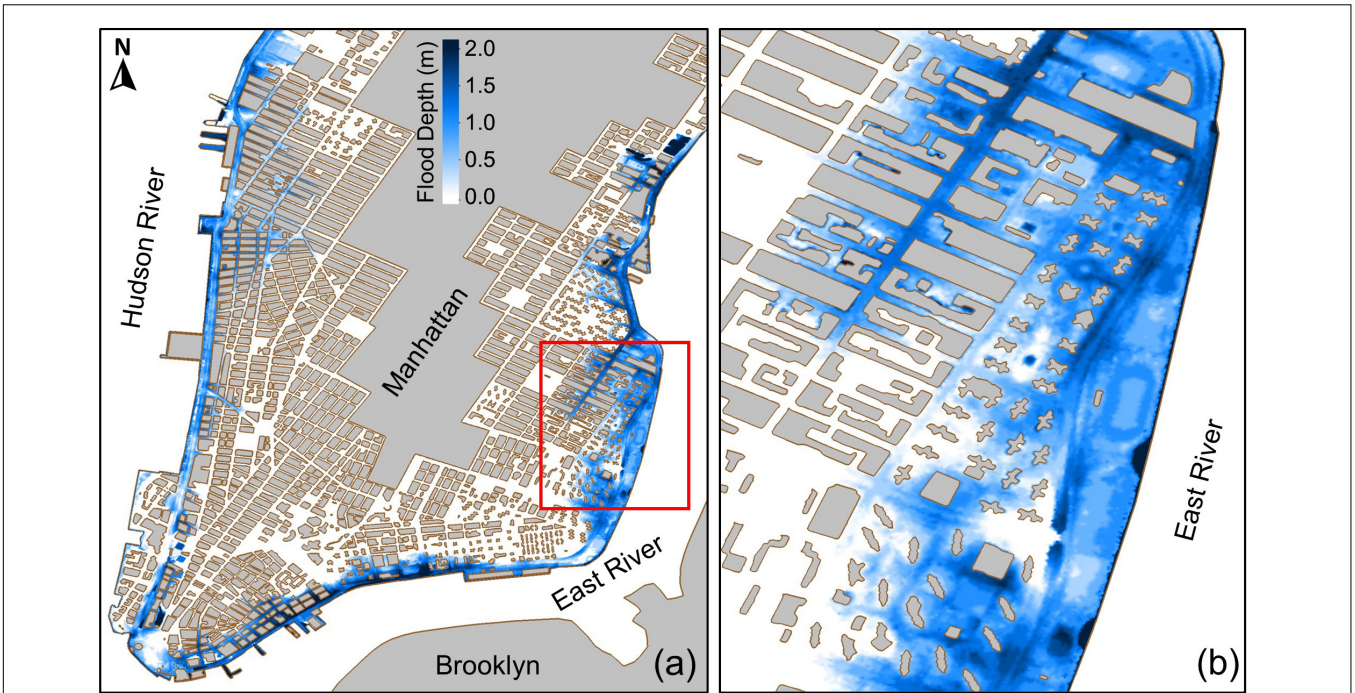 N
Flood Depth (m)
2.0
1.5
1.0
0.5
0.0
Hudson River
Manhattan
East River
Brooklyn
(a)
East River
(b)